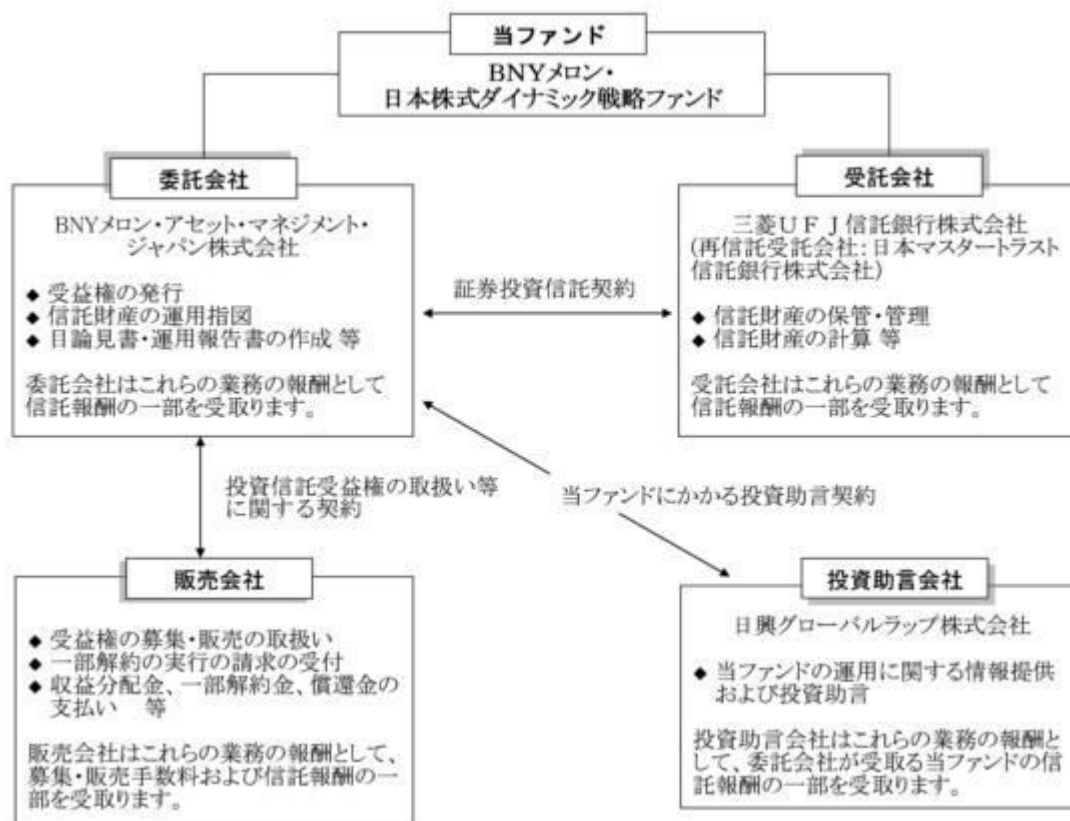 当ファンド
BNYメロン・
日本株式ダイナミック戦略ファンド
委託会社
BNYメロン・アセット・マネジメント・
ジャパン株式会社
◆ 受益権の発行
◆ 信託財産の運用指図
◆ 目論見書・運用報告書の作成 等
委託会社はこれらの業務の報酬として
信託報酬の一部を受取ります。
証券投資信託契約
受託会社
三菱UFJ信託銀行株式会社
(再信託受託会社:日本マスタートラスト
信託銀行株式会社)
◆ 信託財産の保管・管理
◆ 信託財産の計算 等
受託会社はこれらの業務の報酬として
信託報酬の一部を受取ります。
投資信託受益権の取扱い等
に関する契約
当ファンドにかかる投資助言契約
販売会社
◆ 受益権の募集・販売の取扱い
◆ 一部解約の実行の請求の受付
◆ 収益分配金、一部解約金、償還金の
支払い 等
販売会社はこれらの業務の報酬として、
募集・販売手数料および信託報酬の一
部を受取ります。
投資助言会社
日興グローバルラップ株式会社
◆ 当ファンドの運用に関する情報提供
および投資助言
投資助言会社はこれらの業務の報酬と
して、委託会社が受取る当ファンドの信
託報酬の一部を受取ります。